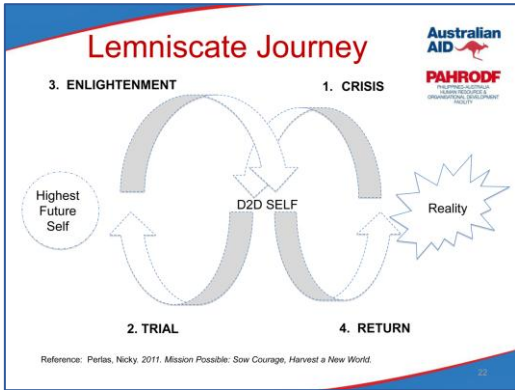 Lemniscate Journey
Australian
AID
PAHRODF
PHILIPPINES-AUSTRALIA
HUMAN RESOURCE &
ORGANISATIONAL DEVELOPMENT
FACILITY
3. ENLIGHTENMENT
1. CRISIS
Highest
Future
Self
D2D SELF
Reality
2. TRIAL
4. RETURN
Reference: Perlas, Nicky. 2011. Mission Possible: Sow Courage, Harvest a New World.
22